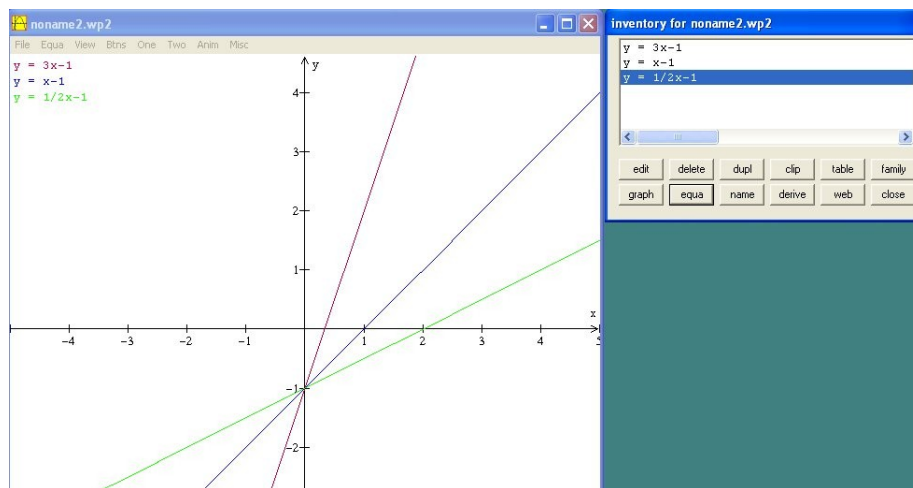 noname2.wp2
File Equa View Btns One Two Anim Misc
y = 3x-1
y = x-1
y = 1/2x-1
y
4
3
2
1
x
-4 -3 -2 -1 1 2 3 4 5
-1
-2
inventory for noname2.wp2
y = 3x-1
y = x-1
y = 1/2x-1
edit delete dupl clip table family
graph equa name derive web close